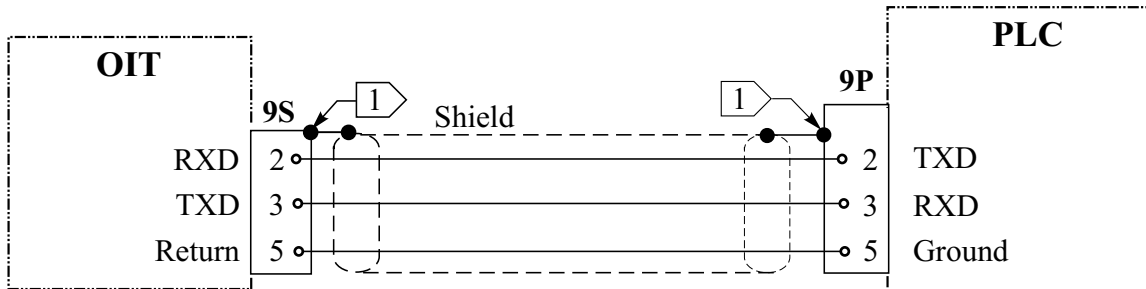 PLC
OIT
9S
1
Shield
1
9P
RXD 2 2 TXD
TXD 3 3 RXD
Return 5 5 Ground